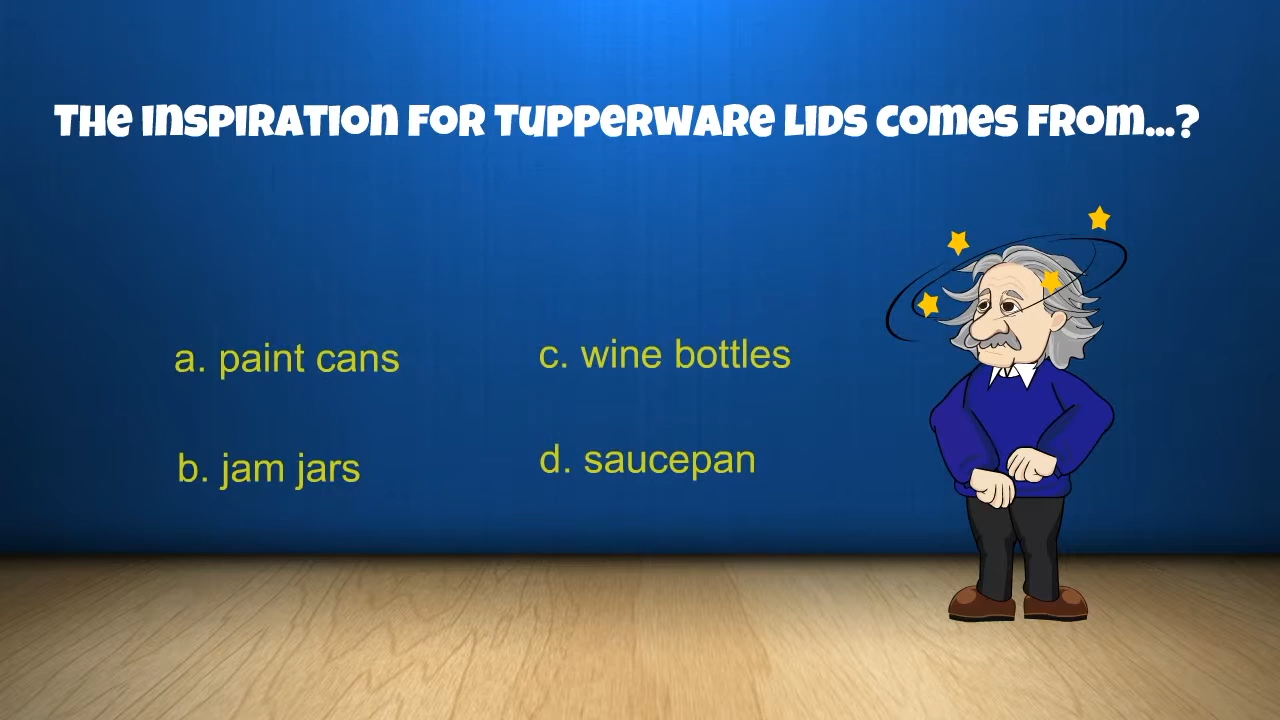 The inspiration for Tupperware lids comes from...?
a. paint cans
b. jam jars
c. wine bottles
d. saucepan